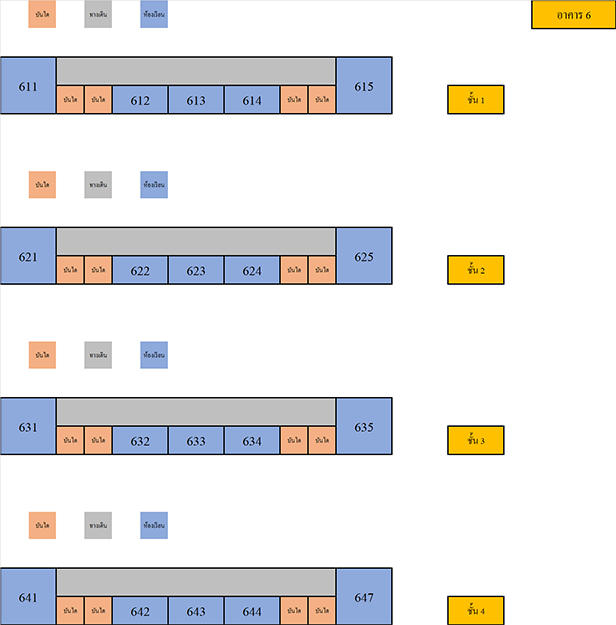 บันได ทางเดิน ห้องเรียน อาคาร 6
611 615
บันได บันได 612 613 614 บันได บันได ชั้น 1
บันได ทางเดิน ห้องเรียน
621 625
บันได บันได 622 623 624 บันได บันได ชั้น 2
บันได ทางเดิน ห้องเรียน
631 635
บันได บันได 632 633 634 บันได บันได ชั้น 3
บันได ทางเดิน ห้องเรียน
641 647
บันได บันได 642 643 644 บันได บันได ชั้น 4